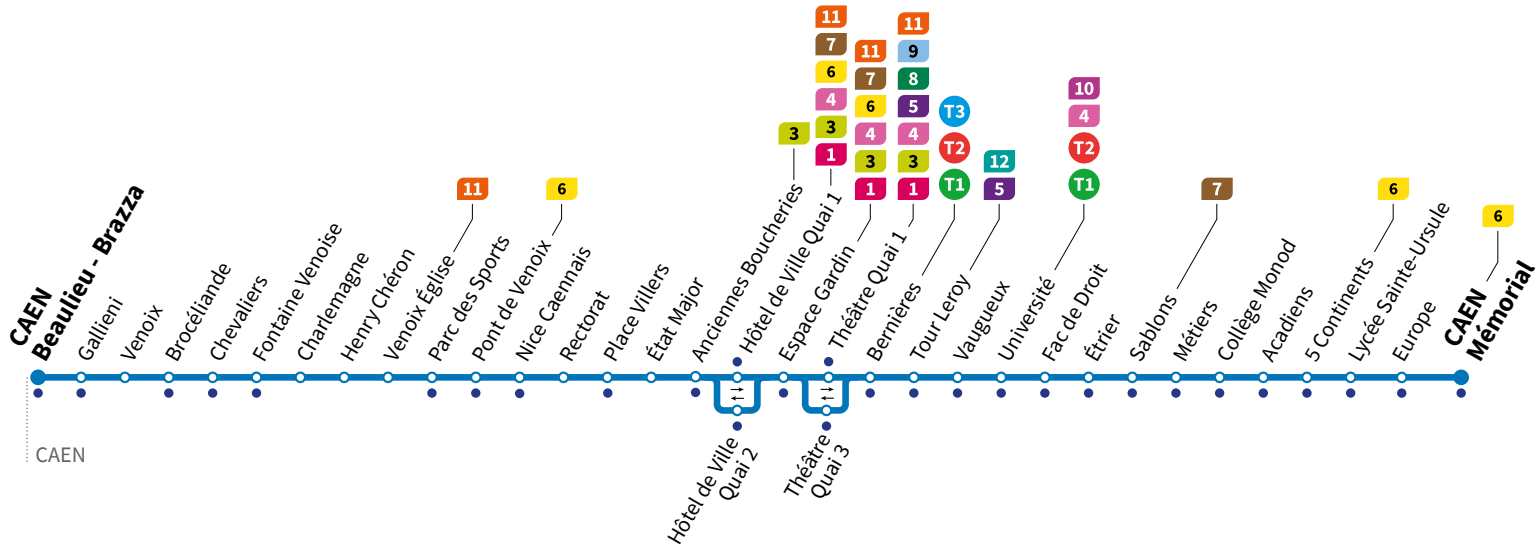 11
7
6
4
3
1
3
11
7
6
4
3
1
11
9
8
5
4
3
1
T3
T2
T1
12
5
10
4
T2
T1
11
6
7
6
6
CAEN
Beaulieu - Brazza
Gallieni
Venoix
Brocéliande
Chevaliers
Fontaine Venoise
Charlemagne
Henry Chéron
Venoix Église
Parc des Sports
Pont de Venoix
Nice Caennais
Rectorat
Place Villers
État Major
Anciennes Boucheries
Hôtel de Ville Quai 1
Espace Gardin
Théâtre Quai 1
Bernières
Tour Leroy
Vaugueux
Université
Fac de Droit
Étrier
Sablons
Métiers
Collège Monod
Acadiens
5 Continents
Lycée Sainte-Ursule
Europe
CAEN
Mémorial
Hôtel de Ville
Quai 2
Théâtre
Quai 3
CAEN